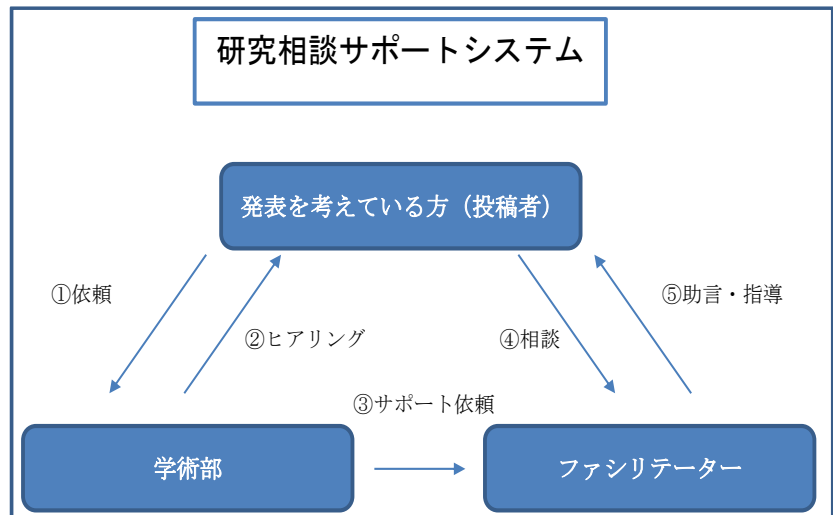 研究相談サポートシステム
発表を考えている方（投稿者）
①依頼
⑤助言・指導
②ヒアリング
④相談
③サポート依頼
学術部
ファシリテーター